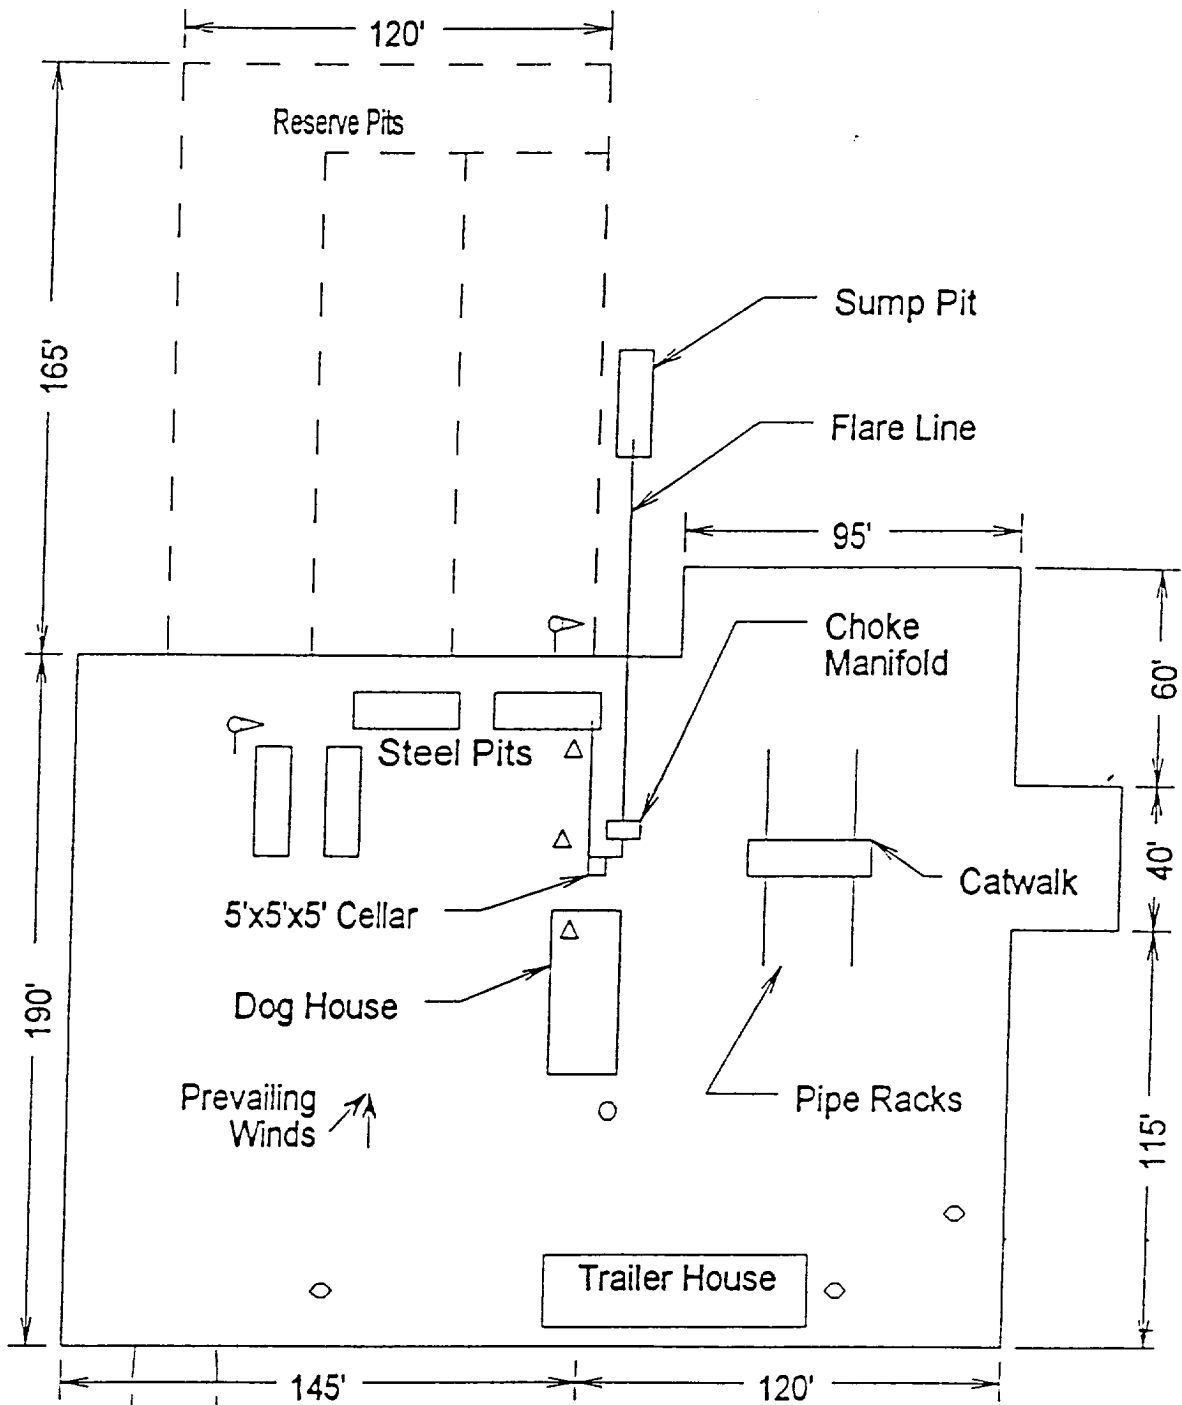 120'
Reserve Pits
Sump Pit
165'
Flare Line
95'
Choke
Manifold
60'
Steel Pits
40'
Catwalk
5'x5'x5' Cellar
190'
Dog House
Prevailing
Winds
Pipe Racks
115'
Trailer House
145'
120'